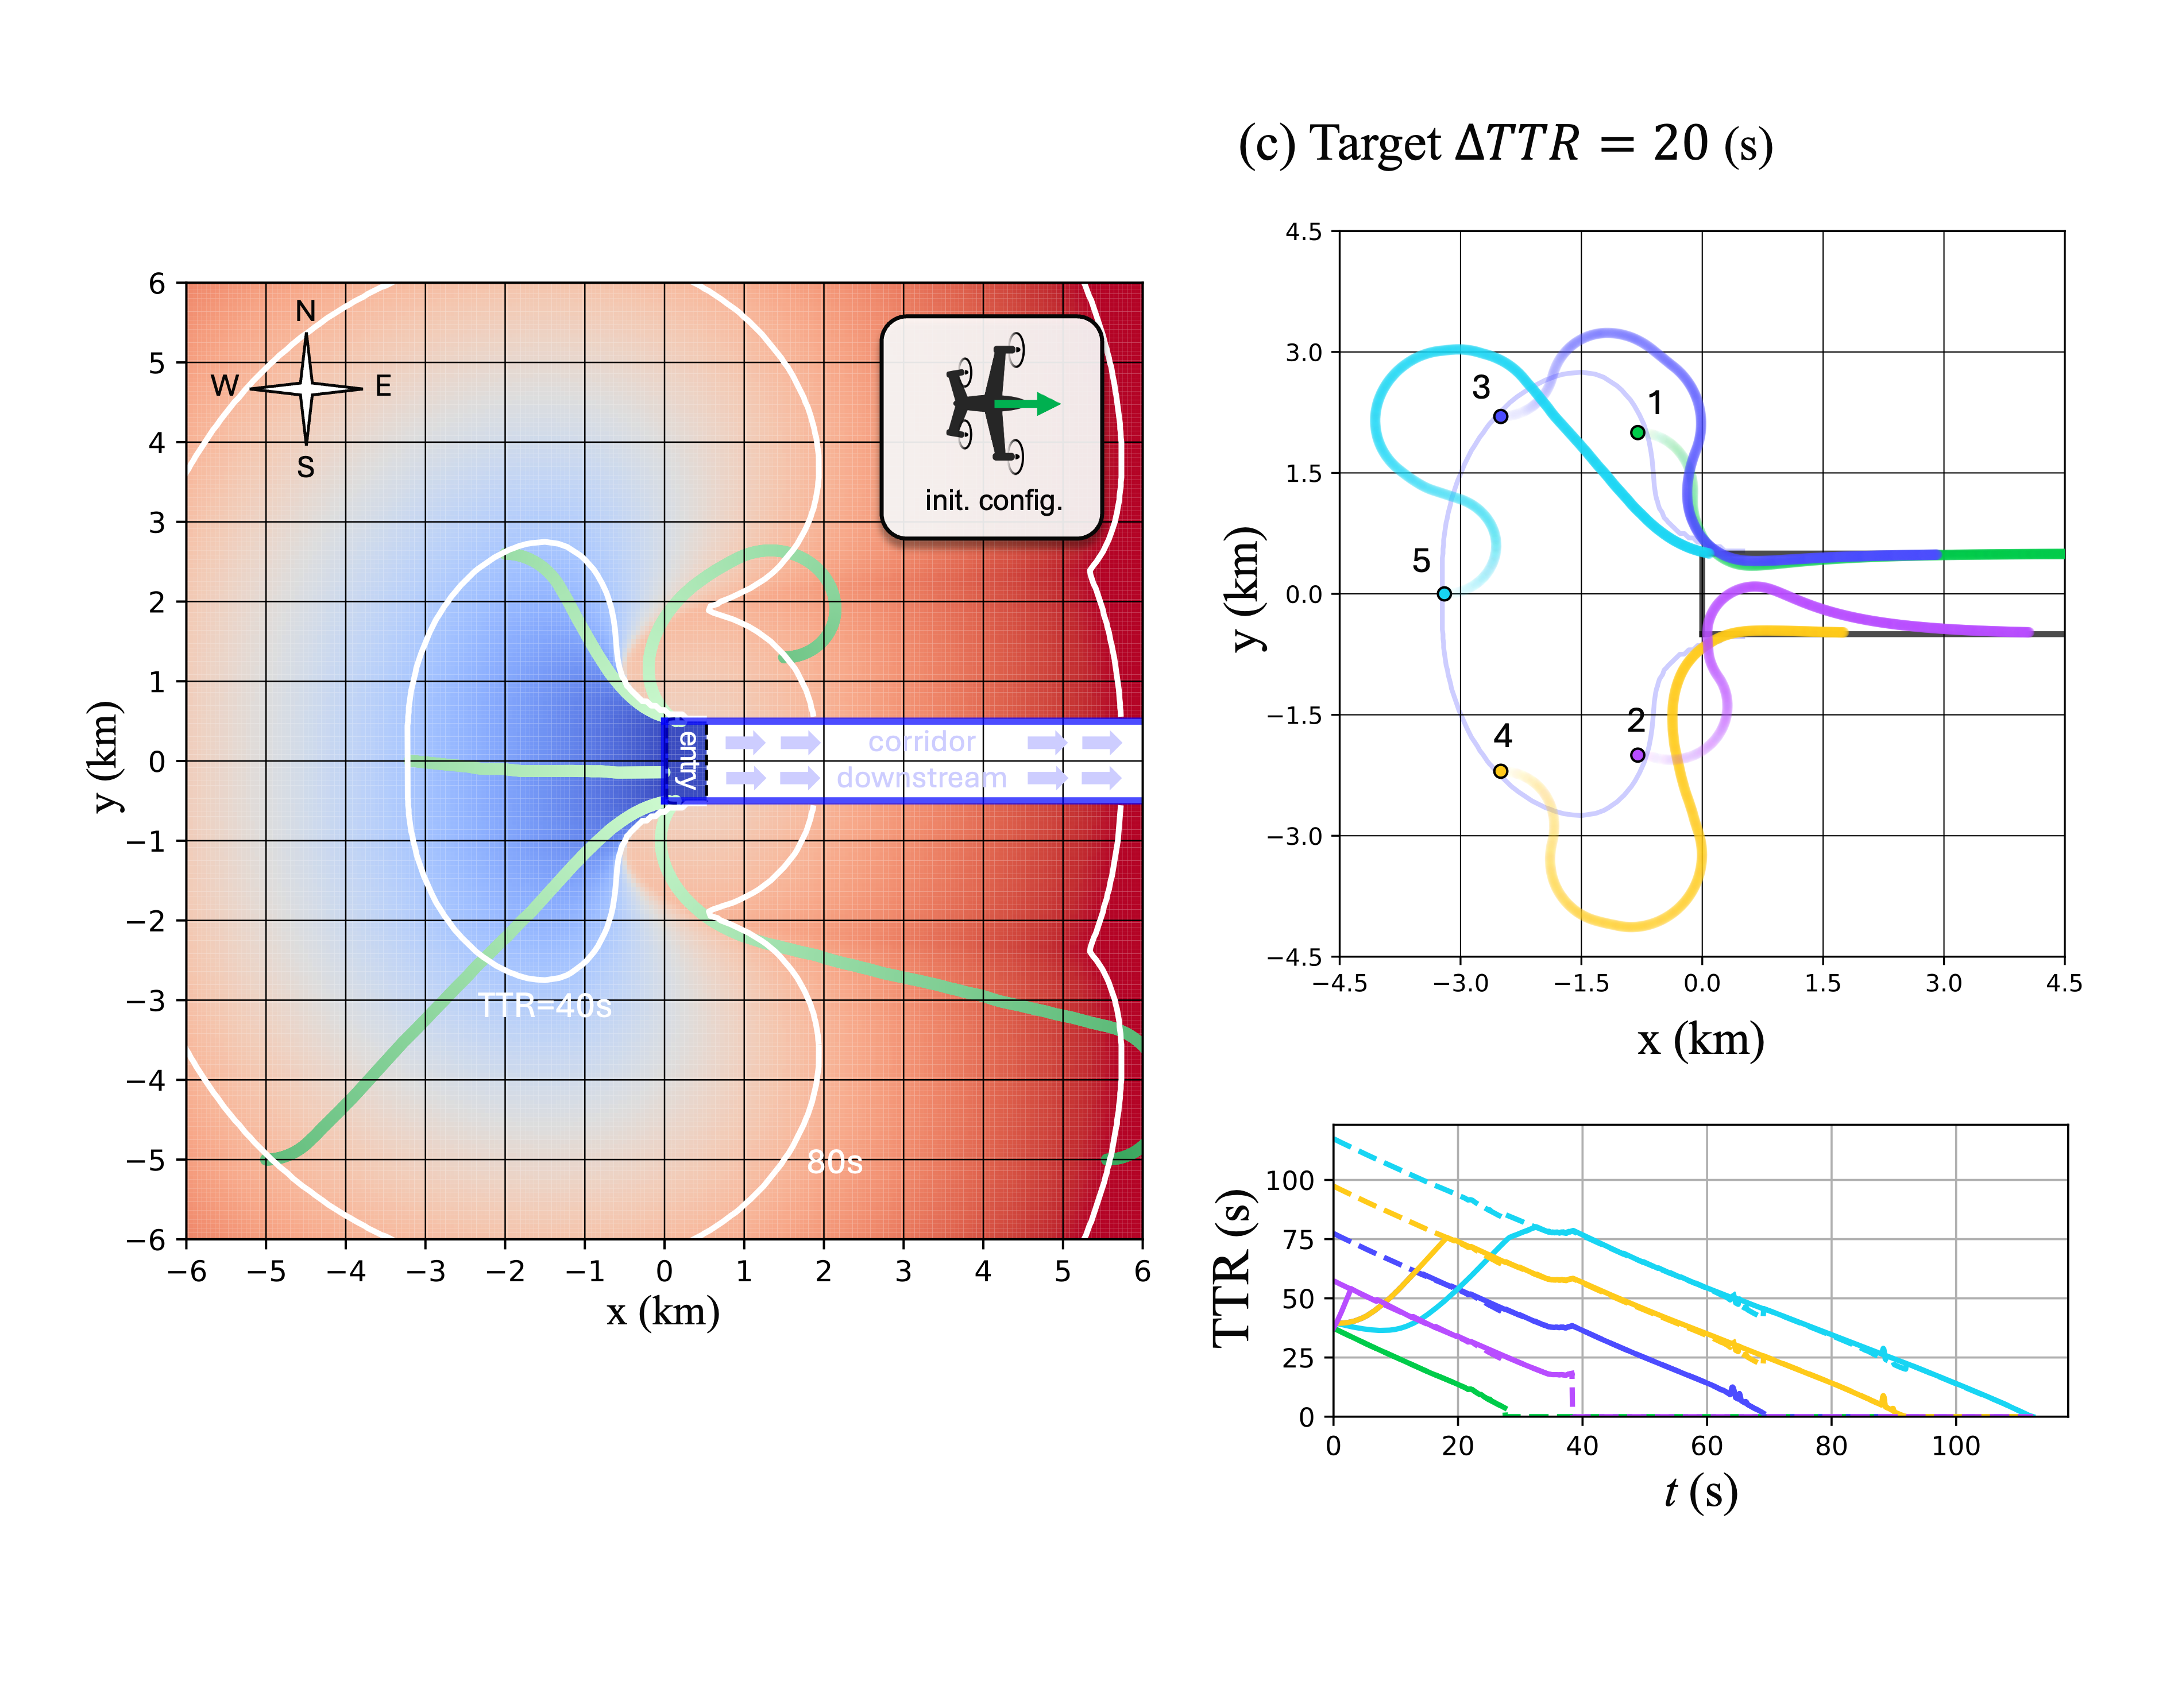 (c) Target ΔTTR = 20 (s)
6
5
4
3
2
1
0
−1
−2
−3
−4
−5
−6
−6 −5 −4 −3 −2 −1 0 1 2 3 4 5 6
x (km)
y (km)
N
W E
S
init. config.
entry
corridor
downstream
TTR=40s
80s
4.5
3.0
1.5
0.0
−1.5
−3.0
−4.5
−4.5 −3.0 −1.5 0.0 1.5 3.0 4.5
x (km)
y (km)
3
1
5
2
4
100
75
50
25
0
0 20 40 60 80 100
t (s)
TTR (s)